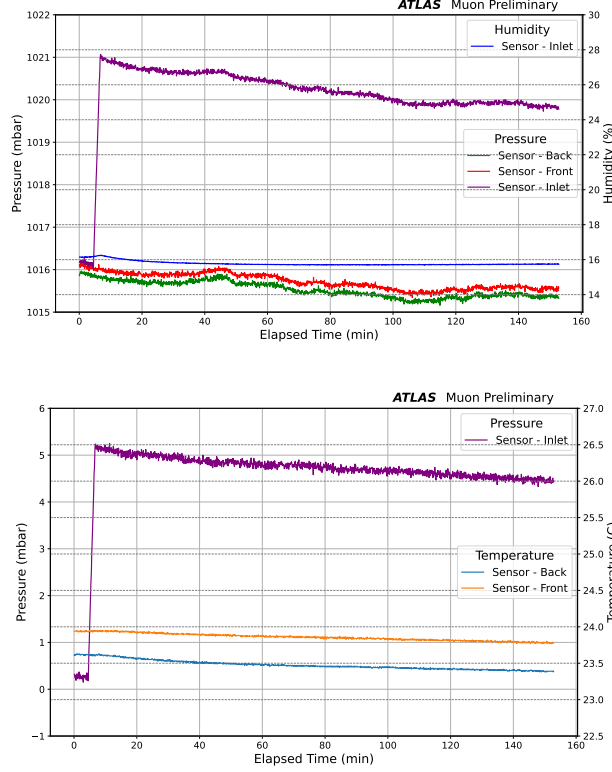 ATLAS Muon Preliminary
1022
1021
1020
1019
1018
1017
1016
1015
Pressure (mbar)
30
28
26
24
22
20
18
16
14
Humidity (%)
Humidity
Sensor - Inlet
Pressure
Sensor - Back
Sensor - Front
Sensor - Inlet
0 20 40 60 80 100 120 140 160
Elapsed Time (min)
ATLAS Muon Preliminary
6
5
4
3
2
1
0
−1
Pressure (mbar)
27.0
26.5
26.0
25.5
25.0
24.5
24.0
23.5
23.0
22.5
Temperature (C)
Pressure
Sensor - Inlet
Temperature
Sensor - Back
Sensor - Front
0 20 40 60 80 100 120 140 160
Elapsed Time (min)